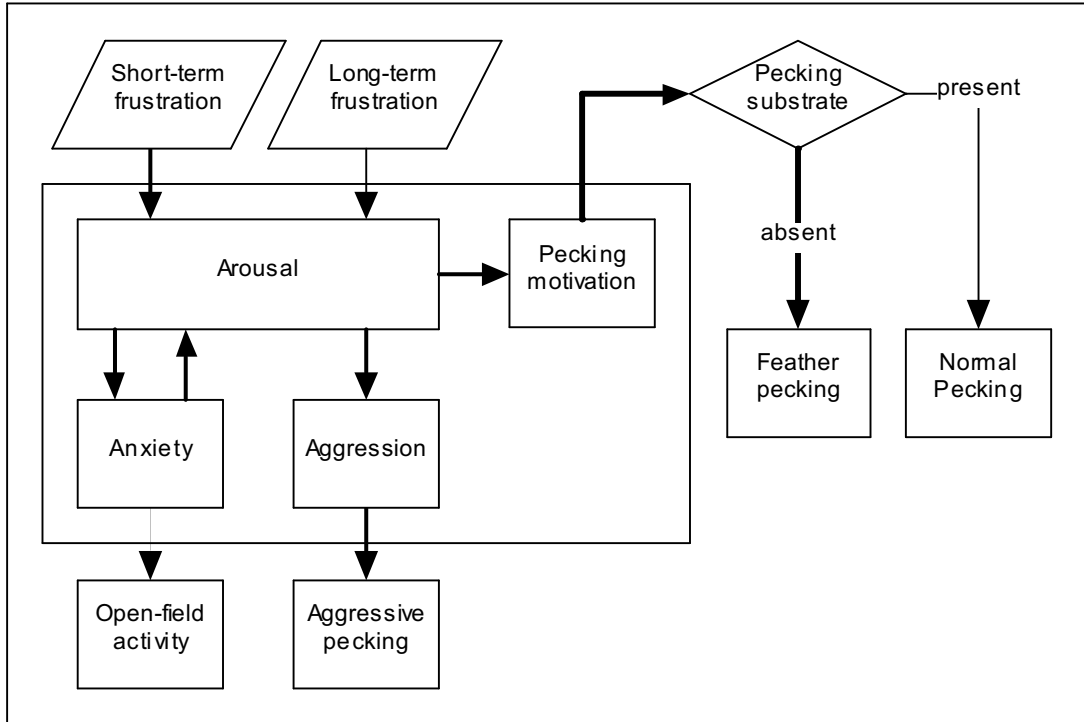 Short-term
frustration
Long-term
frustration
Pecking
substrate
present
absent
Arousal
Pecking
motivation
Feather
pecking
Normal
Pecking
Anxiety
Aggression
Open-field
activity
Aggressive
pecking